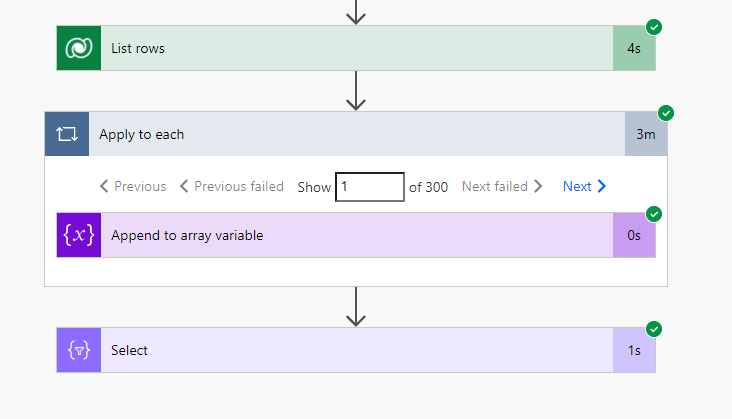 List rows 4s
Apply to each 3m
Previous Previous failed Show 1 of 300 Next failed Next
{x} Append to array variable 0s
Select 1s